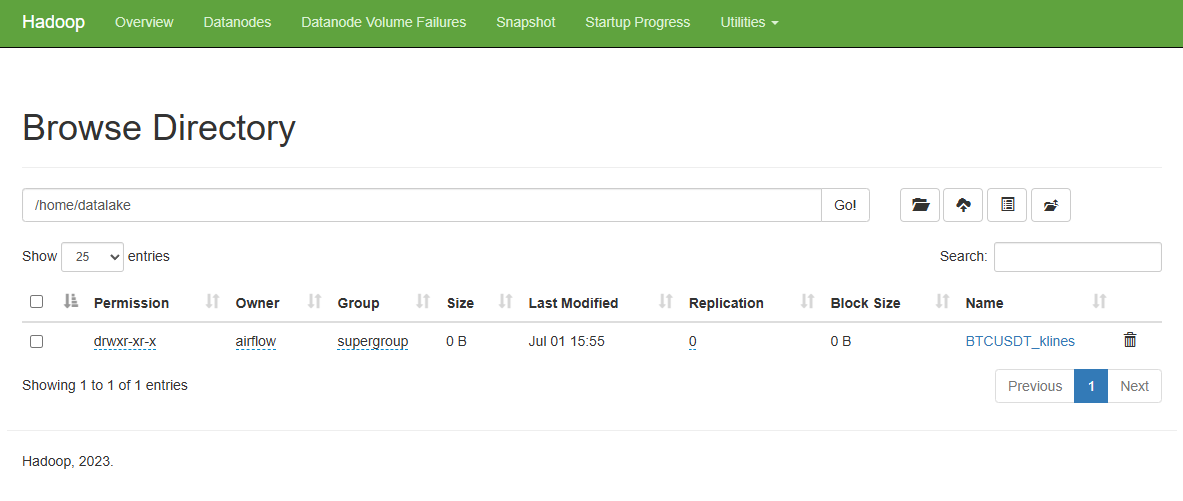 Hadoop Overview Datanodes Datanode Volume Failures Snapshot Startup Progress Utilities
Browse Directory
/home/datalake Go!
Show 25 entries Search:
Permission Owner Group Size Last Modified Replication Block Size Name
drwxr-xr-x airflow supergroup 0 B Jul 01 15:55 0 0 B BTCUSDT_klines
Showing 1 to 1 of 1 entries Previous 1 Next
Hadoop, 2023.